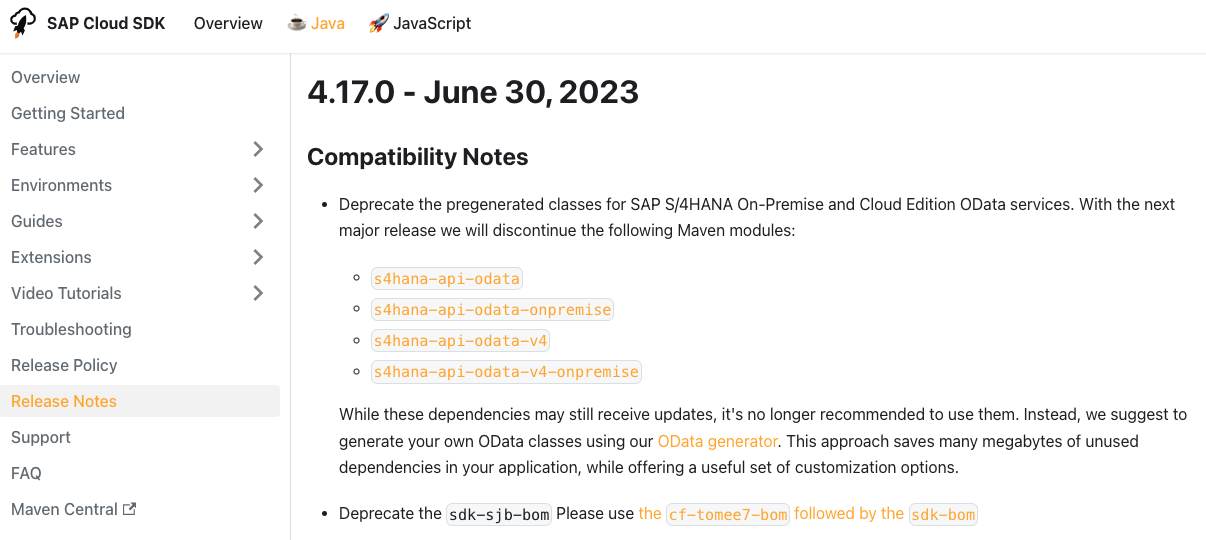 SAP Cloud SDK Overview Java JavaScript
Overview
Getting Started
Features
Environments
Guides
Extensions
Video Tutorials
Troubleshooting
Release Policy
Release Notes
Support
FAQ
Maven Central
4.17.0 - June 30, 2023
Compatibility Notes
• Deprecate the pregenerated classes for SAP S/4HANA On-Premise and Cloud Edition OData services. With the next
major release we will discontinue the following Maven modules:
◦ s4hana-api-odata
◦ s4hana-api-odata-onpremise
◦ s4hana-api-odata-v4
◦ s4hana-api-odata-v4-onpremise
While these dependencies may still receive updates, it's no longer recommended to use them. Instead, we suggest to
generate your own OData classes using our OData generator. This approach saves many megabytes of unused
dependencies in your application, while offering a useful set of customization options.
• Deprecate the sdk-sjb-bom Please use the cf-tomee7-bom followed by the sdk-bom